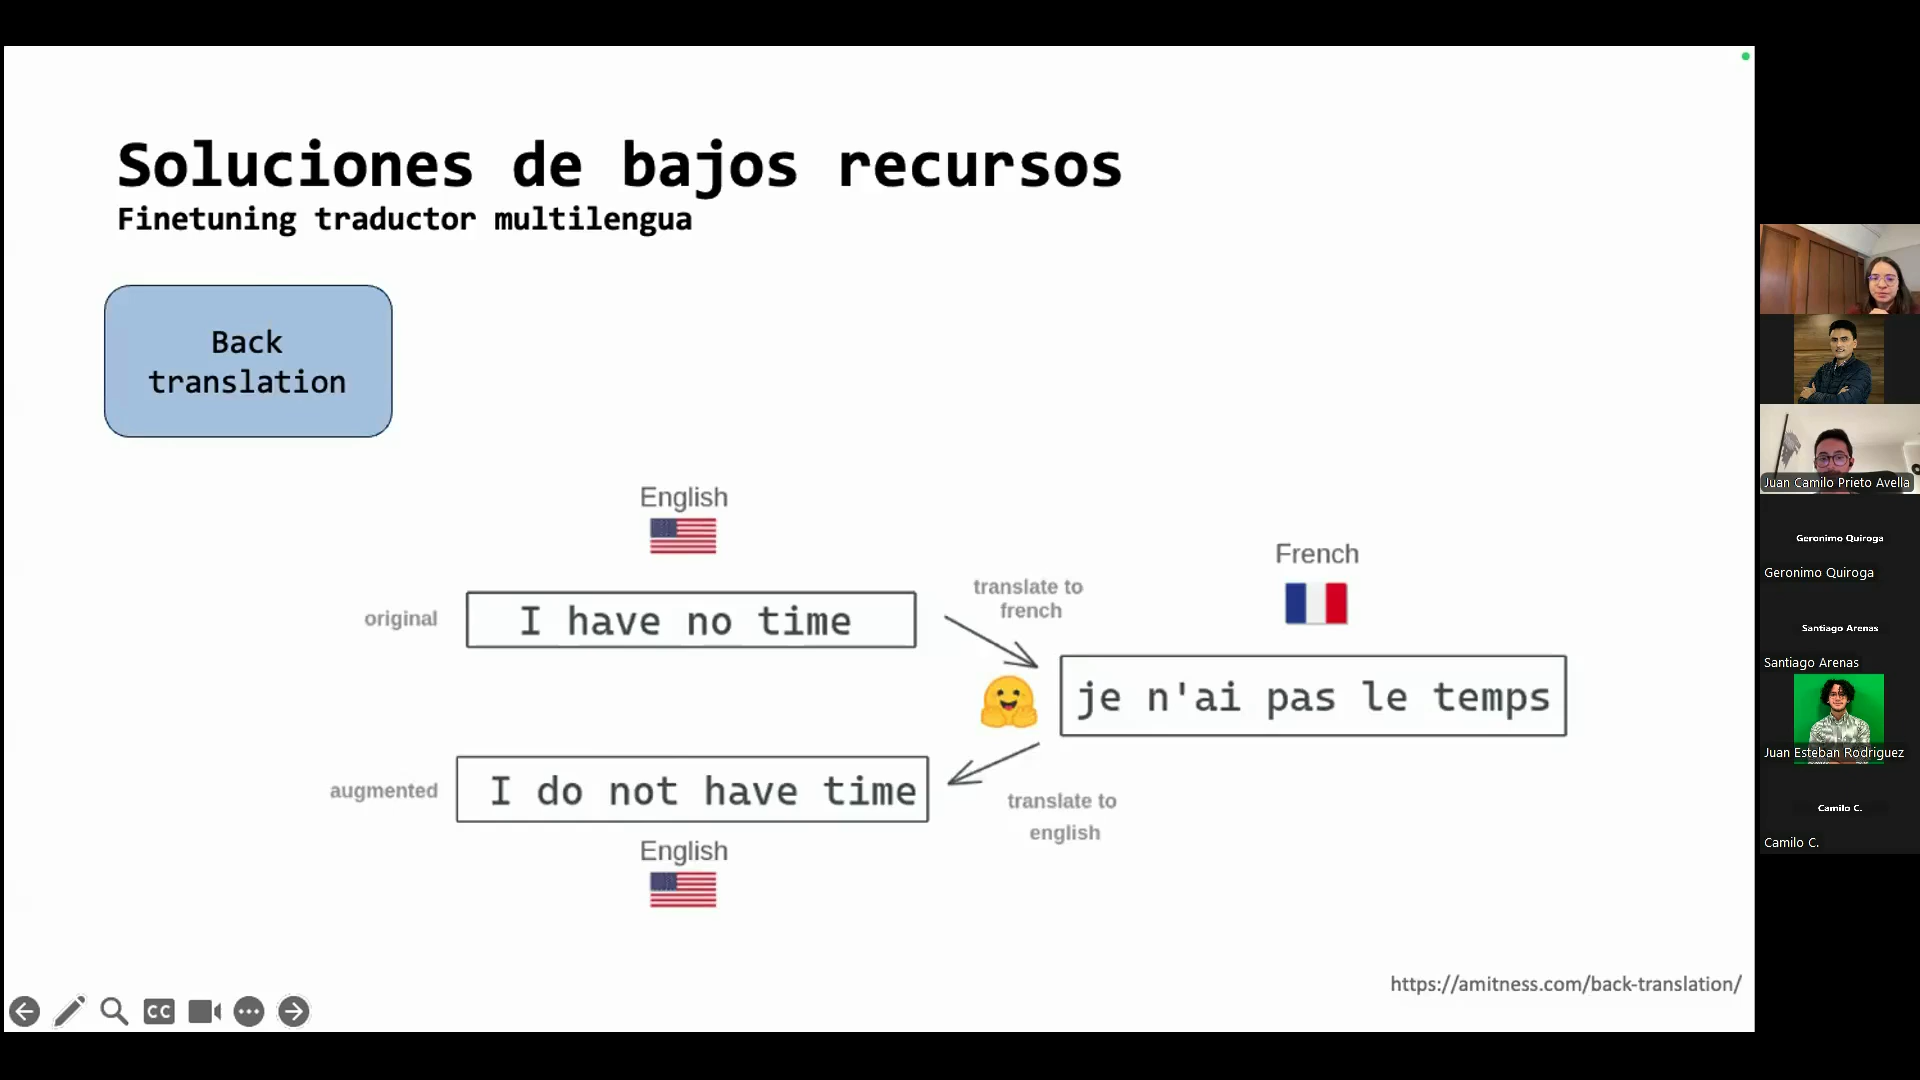 Soluciones de bajos recursos
Finetuning traductor multilengua
Back
translation
English
original
I have no time
translate to
french
French
je n'ai pas le temps
augmented
I do not have time
translate to
english
English
https://amitness.com/back-translation/
CC
Juan Camilo Prieto Avella
Geronimo Quiroga
Geronimo Quiroga
Santiago Arenas
Santiago Arenas
Juan Esteban Rodriguez
Camilo C.
Camilo C.